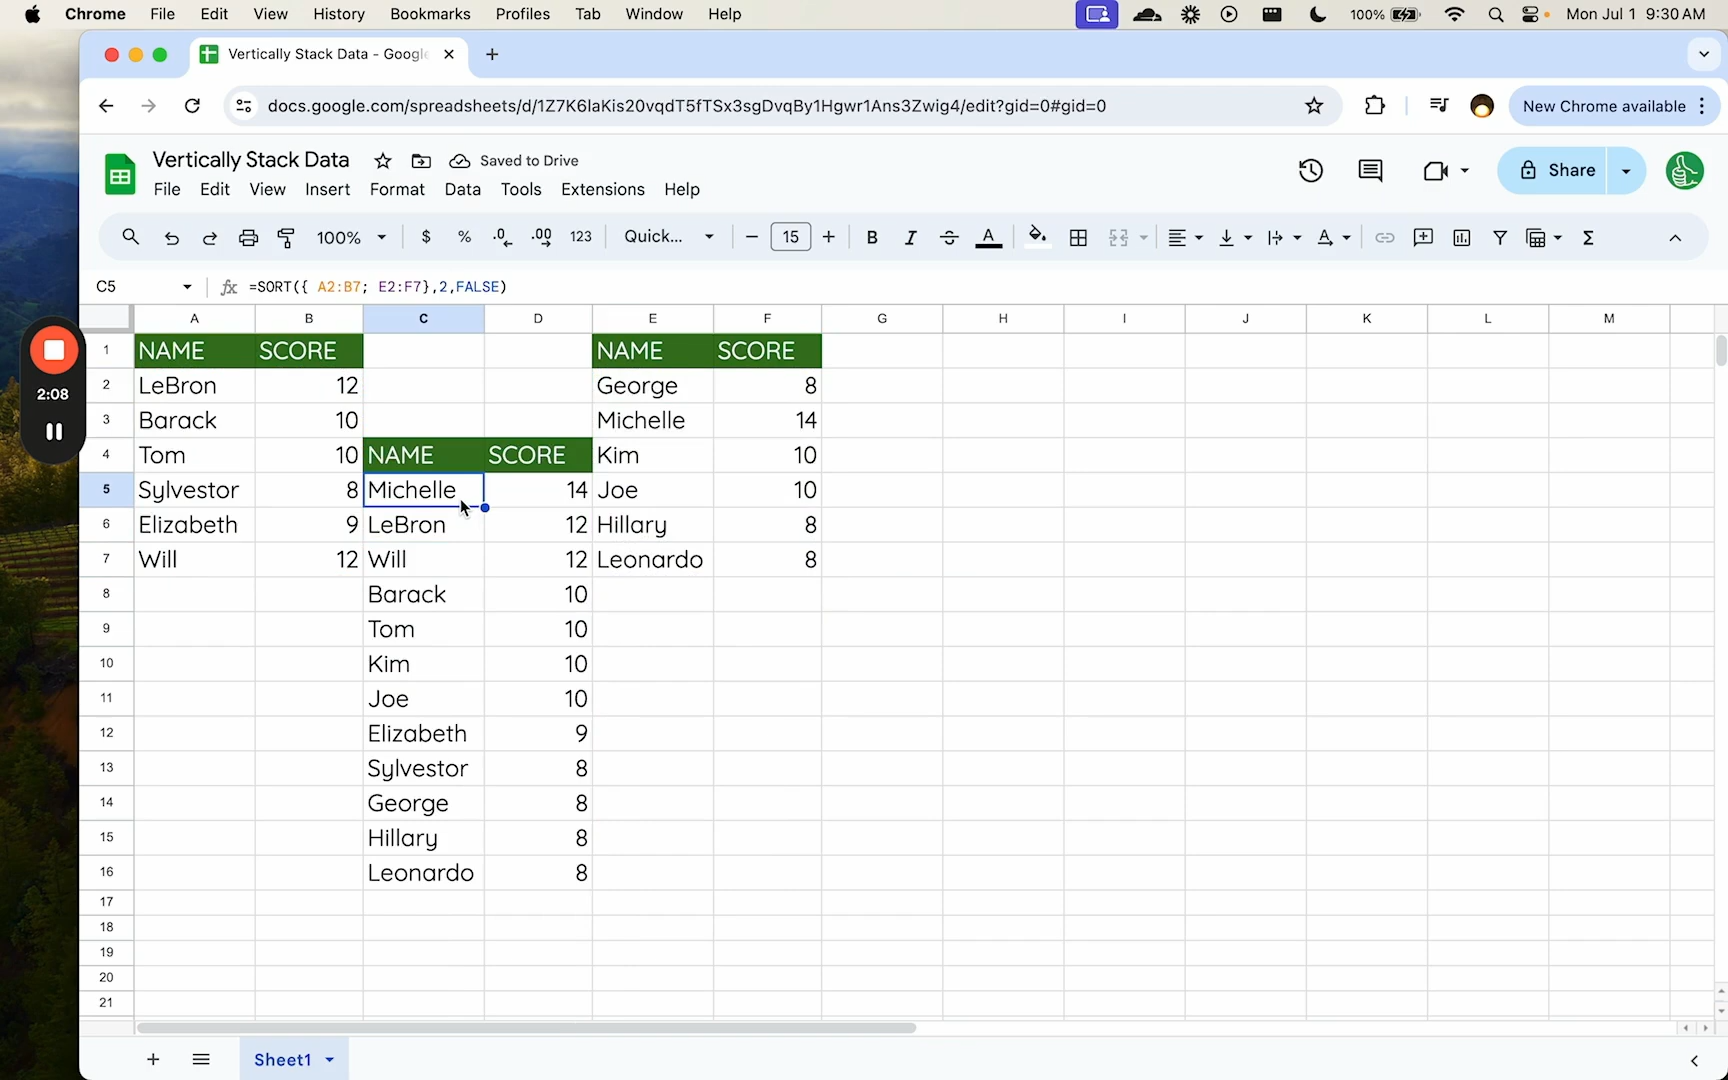 Chrome File Edit View History Bookmarks Profiles Tab Window Help 100% Mon Jul 1 9:30 AM
Vertically Stack Data - Google
docs.google.com/spreadsheets/d/1Z7K6IaKis20vqdT5fTSx3sgDvqBy1Hgwr1Ans3Zwig4/edit?gid=0#gid=0 New Chrome available
Vertically Stack Data Saved to Drive
File Edit View Insert Format Data Tools Extensions Help
Share
100% $ % .0 .00 123 Quick... 15 B I A
C5 fx =SORT({ A2:B7; E2:F7},2,FALSE)
A B C D E F G H I J K L M
1 NAME SCORE NAME SCORE
2 LeBron 12 George 8
2:08
3 Barack 10 Michelle 14
4 Tom 10 NAME SCORE Kim 10
5 Sylvestor 8 Michelle 14 Joe 10
6 Elizabeth 9 LeBron 12 Hillary 8
7 Will 12 Will 12 Leonardo 8
8 Barack 10
9 Tom 10
10 Kim 10
11 Joe 10
12 Elizabeth 9
13 Sylvestor 8
14 George 8
15 Hillary 8
16 Leonardo 8
17
18
19
20
21
Sheet1